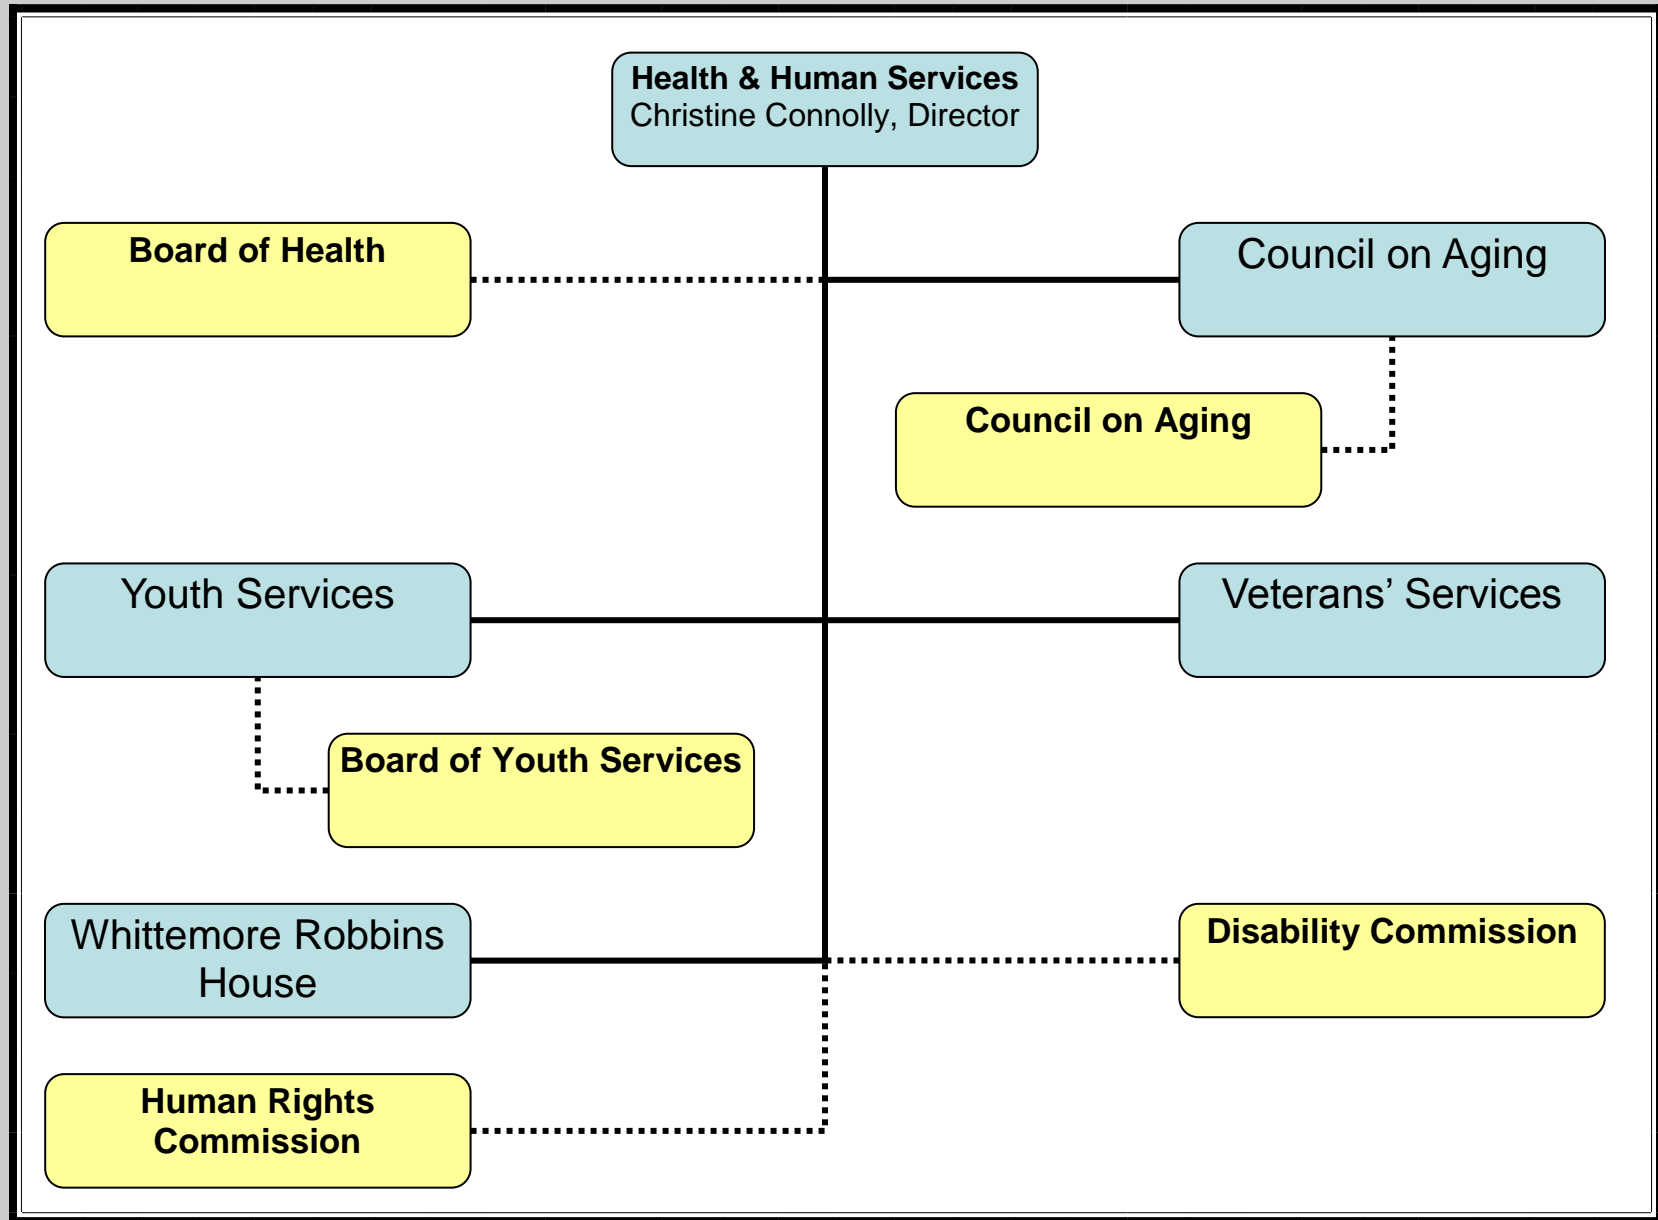 Health & Human Services
Christine Connolly, Director
Board of Health
Council on Aging
Council on Aging
Youth Services
Veterans’ Services
Board of Youth Services
Whittemore Robbins
House
Disability Commission
Human Rights
Commission